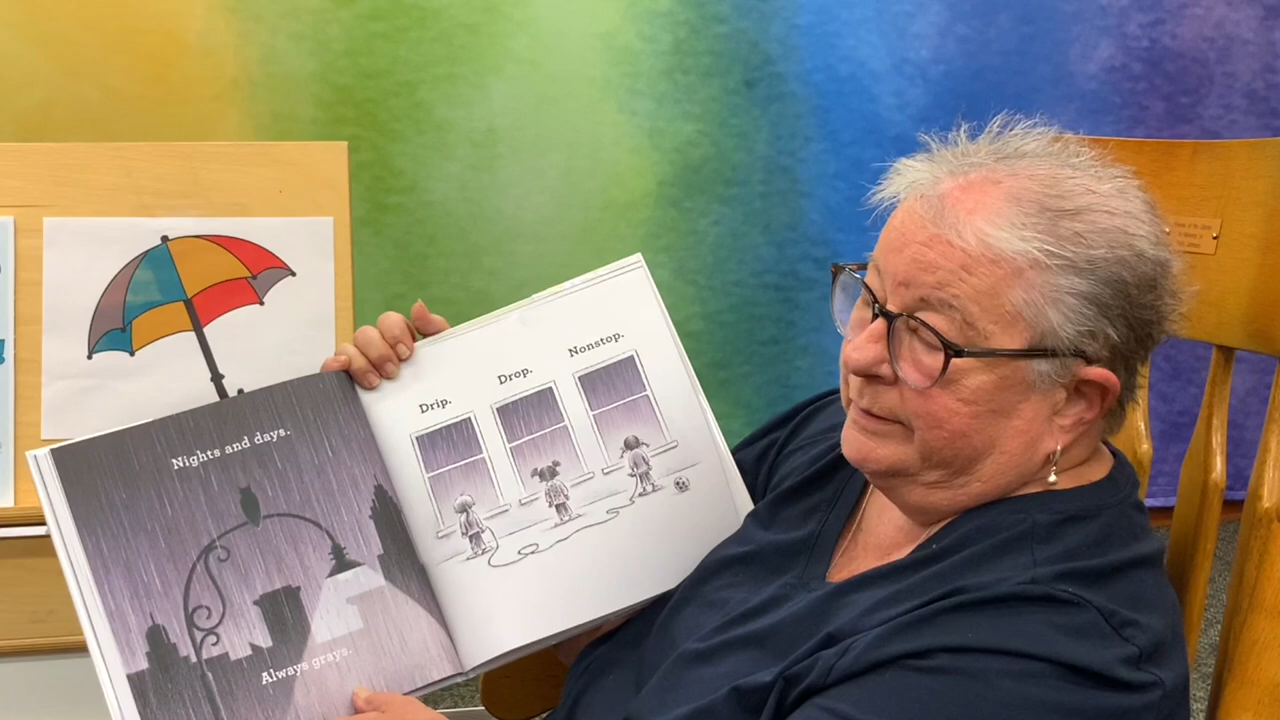 Nights and days.
Always grays.
Drip.
Drop.
Nonstop.